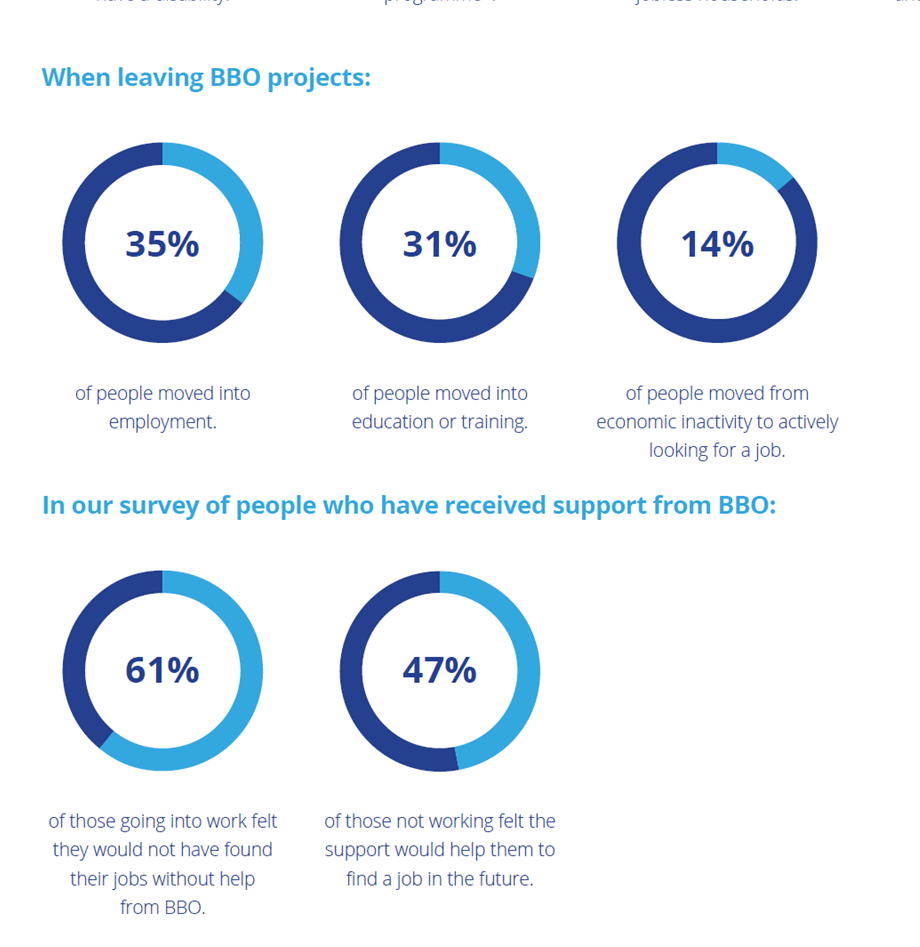 When leaving BBO projects:
35%
31%
14%
of people moved into
employment.
of people moved into
education or training.
of people moved from
economic inactivity to actively
looking for a job.
In our survey of people who have received support from BBO:
61%
47%
of those going into work felt
they would not have found
their jobs without help
from BBO.
of those not working felt the
support would help them to
find a job in the future.